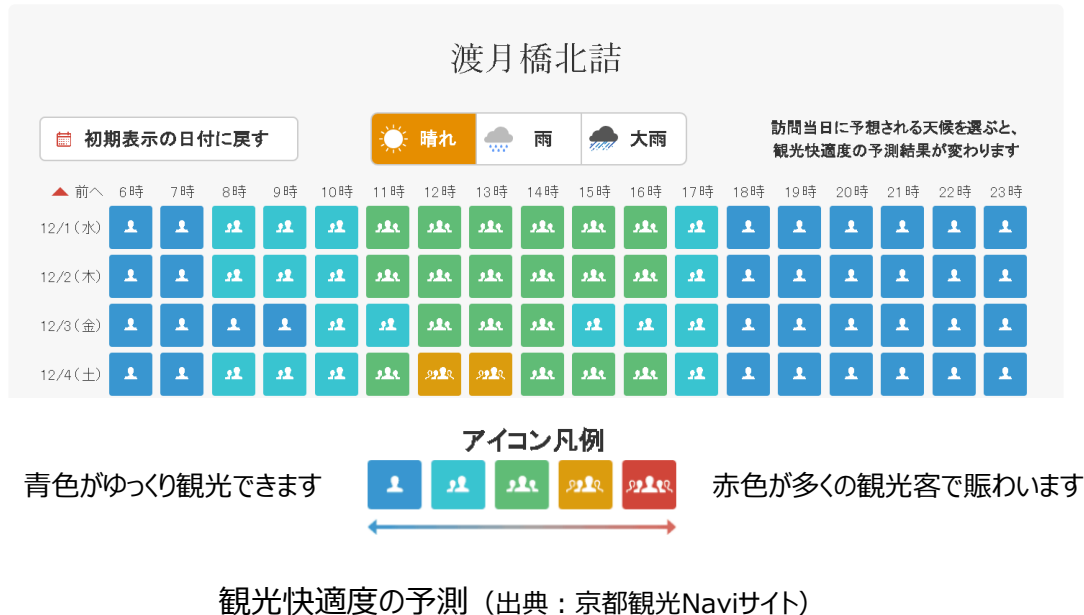 渡月橋北詰
初期表示の日付に戻す
晴れ
雨
大雨
訪問当日に予想される天候を選ぶと、
観光快適度の予測結果が変わります
前へ 6時 7時 8時 9時 10時 11時 12時 13時 14時 15時 16時 17時 18時 19時 20時 21時 22時 23時
12/1(水)
12/2(木)
12/3(金)
12/4(土)
アイコン凡例
青色がゆっくり観光できます
赤色が多くの観光客で賑わいます
観光快適度の予測（出典：京都観光Naviサイト）